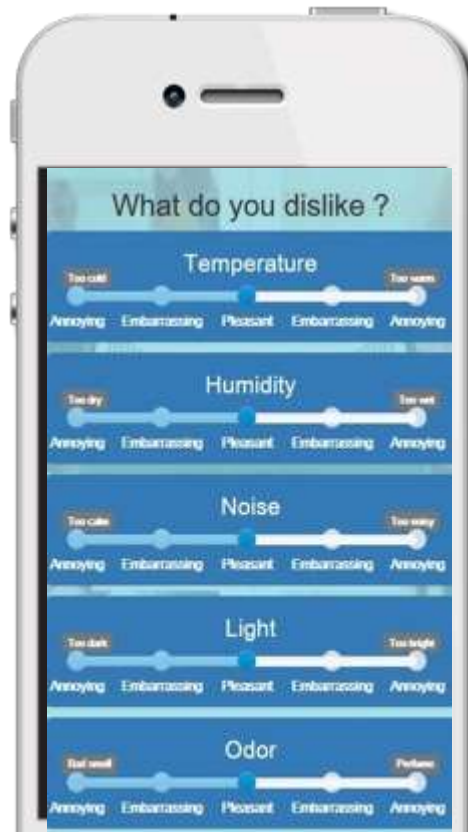 What do you dislike ?
Temperature
Too cold Too warm
Annoying Embarrassing Pleasant Embarrassing Annoying
Humidity
Too dry Too wet
Annoying Embarrassing Pleasant Embarrassing Annoying
Noise
Too calm Too noisy
Annoying Embarrassing Pleasant Embarrassing Annoying
Light
Too dark Too bright
Annoying Embarrassing Pleasant Embarrassing Annoying
Odor
Bad smell Perfume
Annoying Embarrassing Pleasant Embarrassing Annoying